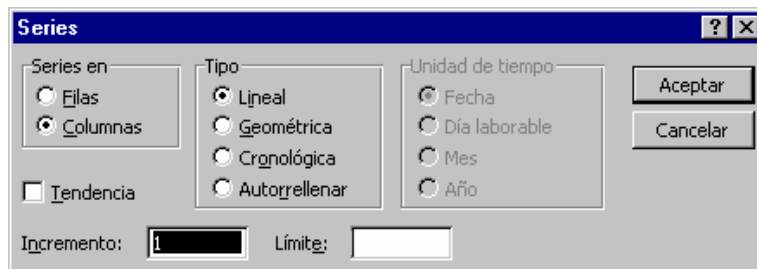 Series
Series en
Filas
Columnas
Tendencia
Tipo
Lineal
Geométrica
Cronológica
Autorrellenar
Unidad de tiempo
Fecha
Día laborable
Mes
Año
Aceptar
Cancelar
Incremento: 1
Límite: